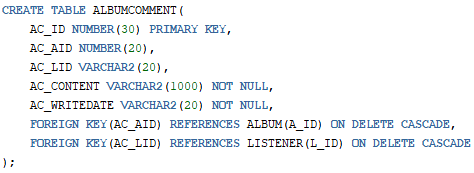 CREATE TABLE ALBUMCOMMENT(
    AC_ID NUMBER(30) PRIMARY KEY,
    AC_AID NUMBER(20),
    AC_LID VARCHAR2(20),
    AC_CONTENT VARCHAR2(1000) NOT NULL,
    AC_WRITEDATE VARCHAR2(20) NOT NULL,
    FOREIGN KEY(AC_AID) REFERENCES ALBUM(A_ID) ON DELETE CASCADE,
    FOREIGN KEY(AC_LID) REFERENCES LISTENER(L_ID) ON DELETE CASCADE
);